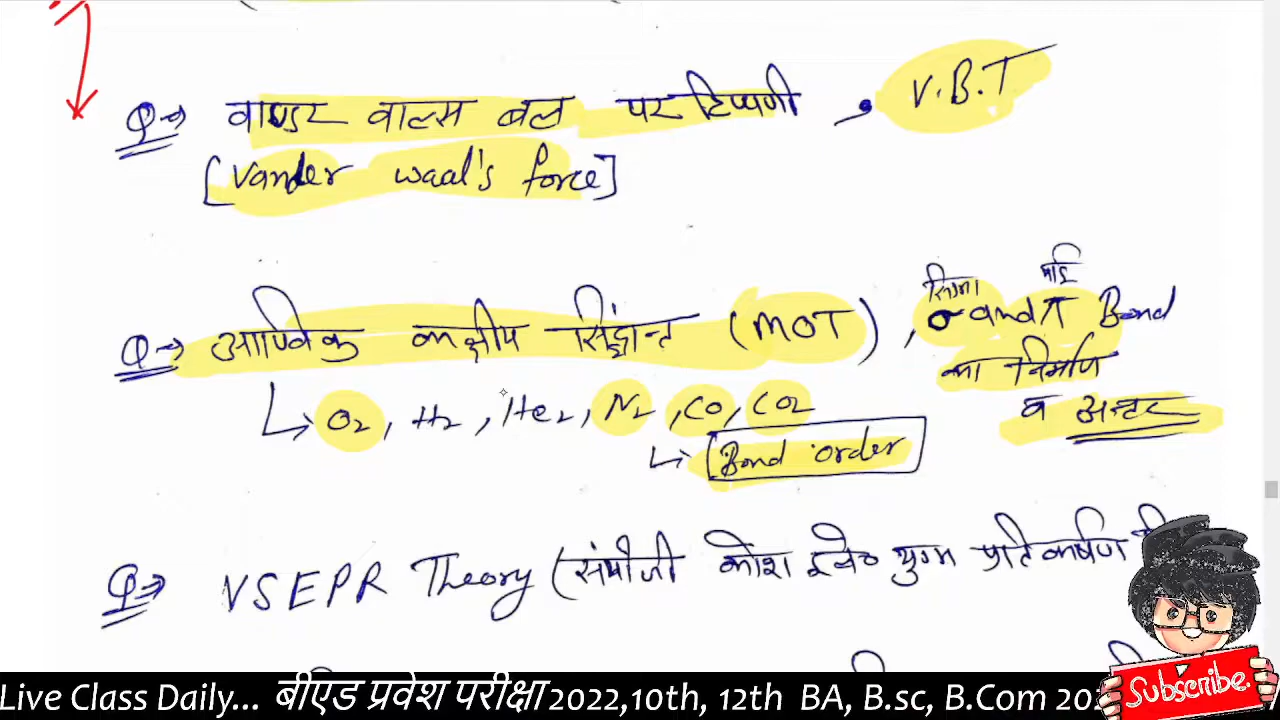 Q→ वाण्डर वाल्स बल पर टिप्पणी , V.B.T
[Vander waal's force]
सिग्मा पाई
Q→ आण्विक कक्षीय सिद्धान्त (MOT) , σ and π Bond
का निर्माण
व अन्तर
↳ O2, H2, He2, N2, CO, CO2
↳ [Bond order
Q→ VSEPR Theory (संयोजी कोश इले० युग्म प्रतिकर्षण
Live Class Daily... बीएड प्रवेश परीक्षा 2022,10th, 12th BA, B.sc, B.Com 20
Subscribe